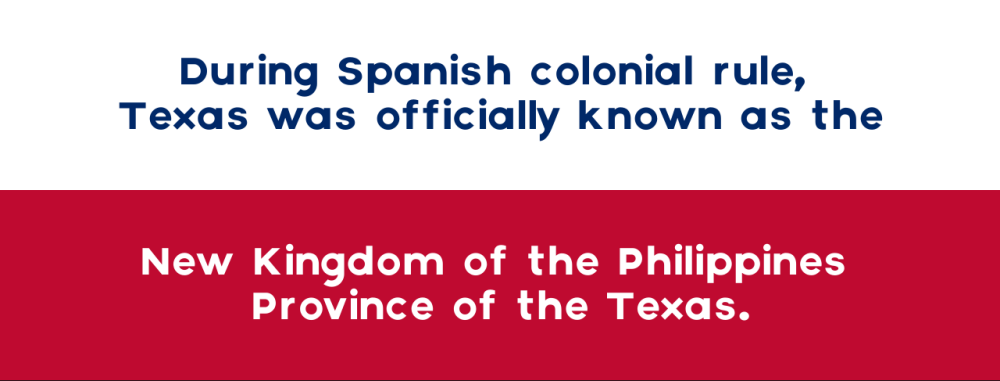 During Spanish colonial rule,
Texas was officially known as the
New Kingdom of the Philippines
Province of the Texas.